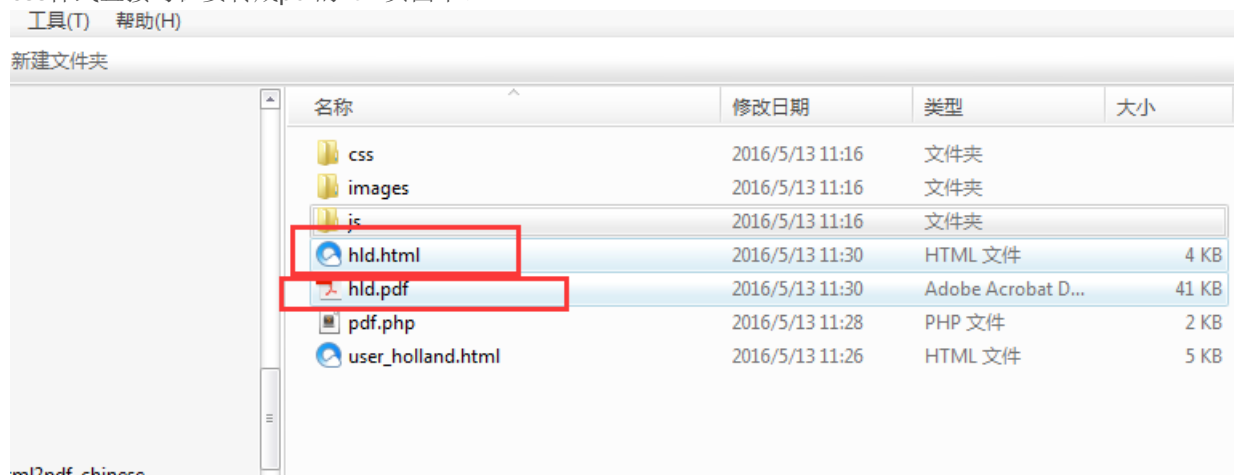 工具(T) 帮助(H)
新建文件夹
名称 修改日期 类型 大小
css 2016/5/13 11:16 文件夹
images 2016/5/13 11:16 文件夹
js 2016/5/13 11:16 文件夹
hld.html 2016/5/13 11:30 HTML 文件 4 KB
hld.pdf 2016/5/13 11:30 Adobe Acrobat D... 41 KB
pdf.php 2016/5/13 11:28 PHP 文件 2 KB
user_holland.html 2016/5/13 11:26 HTML 文件 5 KB